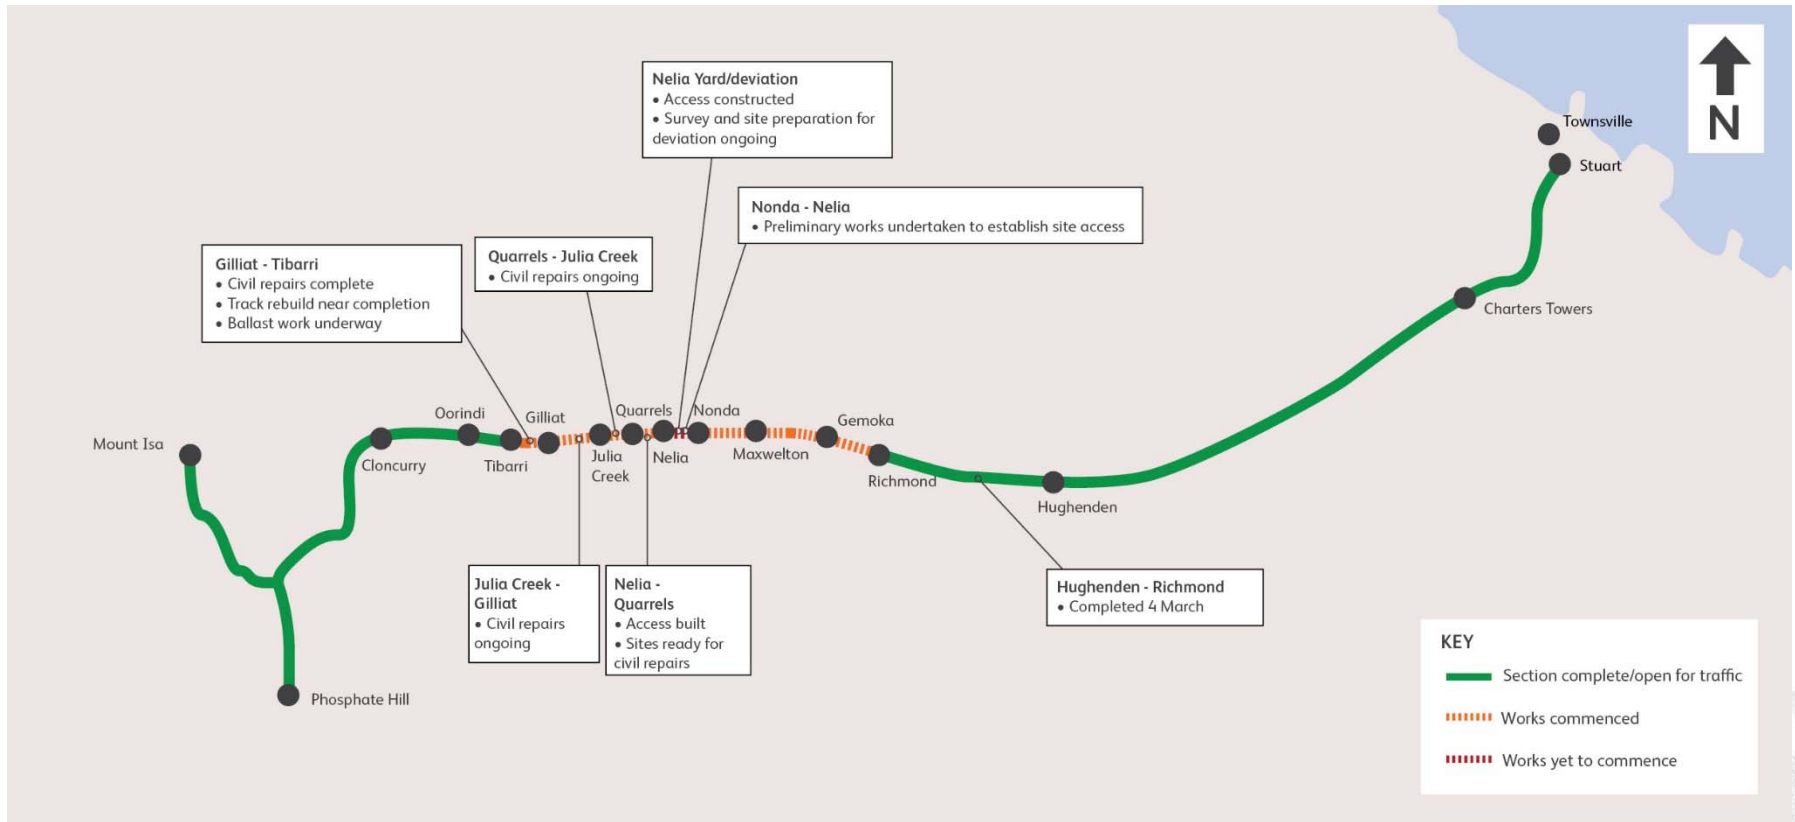 Nelia Yard/deviation
• Access constructed
• Survey and site preparation for
deviation ongoing
N
Townsville
Stuart
Nonda - Nelia
• Preliminary works undertaken to establish site access
Quarrels - Julia Creek
• Civil repairs ongoing
Gilliat - Tibarri
• Civil repairs complete
• Track rebuild near completion
• Ballast work underway
Charters Towers
Mount Isa
Cloncurry
Oorindi
Tibarri
Gilliat
Julia
Creek
Quarrels
Nelia
Nonda
Maxwelton
Gemoka
Richmond
Hughenden
Julia Creek -
Gilliat
• Civil repairs
ongoing
Nelia -
Quarrels
• Access built
• Sites ready for
civil repairs
Hughenden - Richmond
• Completed 4 March
Phosphate Hill
KEY
Section complete/open for traffic
Works commenced
Works yet to commence